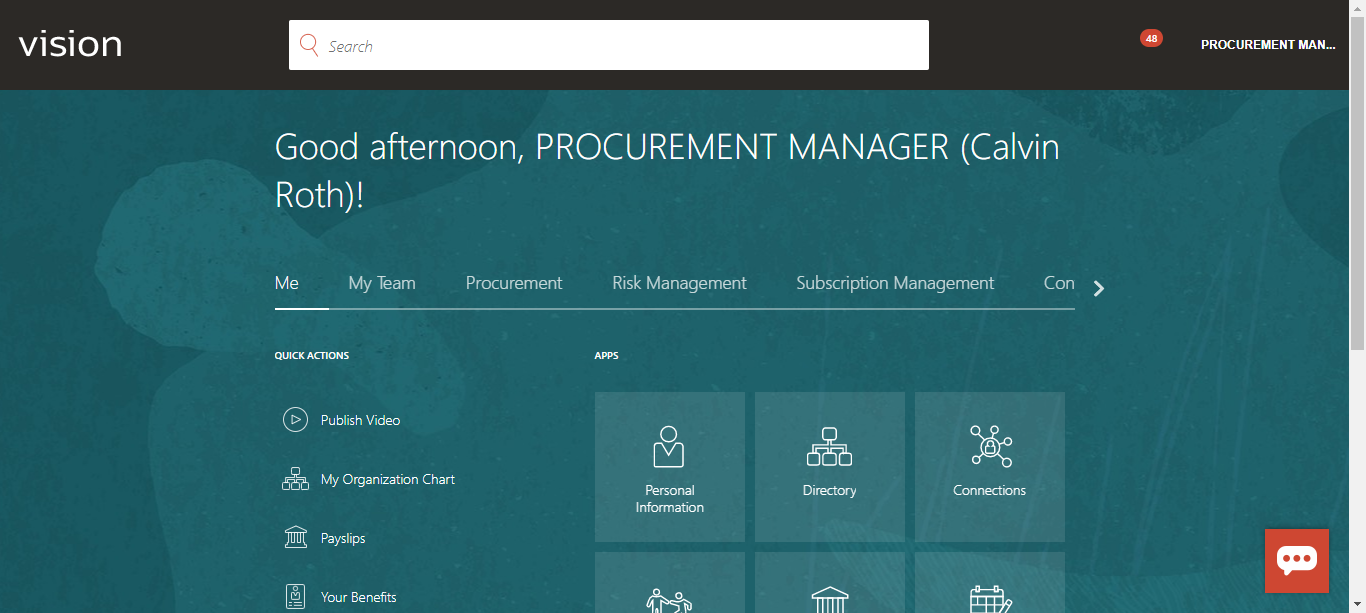 vision
Search
48
PROCUREMENT MAN...
Good afternoon, PROCUREMENT MANAGER (Calvin
Roth)!
Me
My Team
Procurement
Risk Management
Subscription Management
Con
QUICK ACTIONS
APPS
Publish Video
My Organization Chart
Payslips
Your Benefits
Personal
Information
Directory
Connections